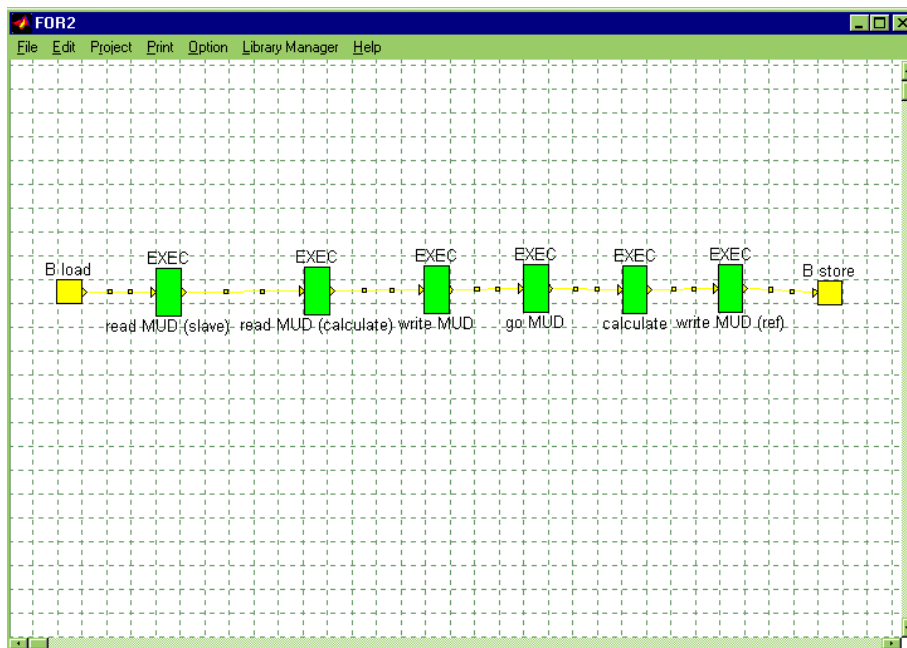 FOR2
File Edit Project Print Option Library Manager Help
B load EXEC EXEC EXEC EXEC EXEC EXEC B store
read MUD (slave) read MUD (calculate) write MUD go MUD calculate write MUD (ref)